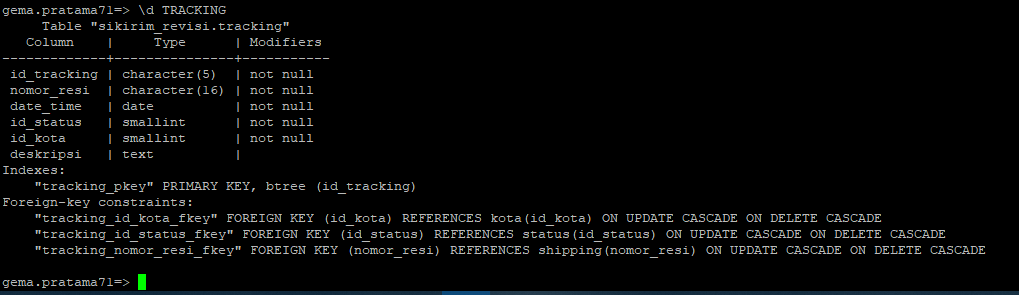 gema.pratama71=> \d TRACKING
     Table "sikirim_revisi.tracking"
   Column    |     Type      | Modifiers
-------------+---------------+-----------
 id_tracking | character(5)  | not null
 nomor_resi  | character(16) | not null
 date_time   | date          | not null
 id_status   | smallint      | not null
 id_kota     | smallint      | not null
 deskripsi   | text          |
Indexes:
    "tracking_pkey" PRIMARY KEY, btree (id_tracking)
Foreign-key constraints:
    "tracking_id_kota_fkey" FOREIGN KEY (id_kota) REFERENCES kota(id_kota) ON UPDATE CASCADE ON DELETE CASCADE
    "tracking_id_status_fkey" FOREIGN KEY (id_status) REFERENCES status(id_status) ON UPDATE CASCADE ON DELETE CASCADE
    "tracking_nomor_resi_fkey" FOREIGN KEY (nomor_resi) REFERENCES shipping(nomor_resi) ON UPDATE CASCADE ON DELETE CASCADE

gema.pratama71=>